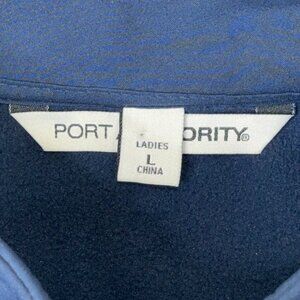 PORT A ORITY®
LADIES
L
CHINA